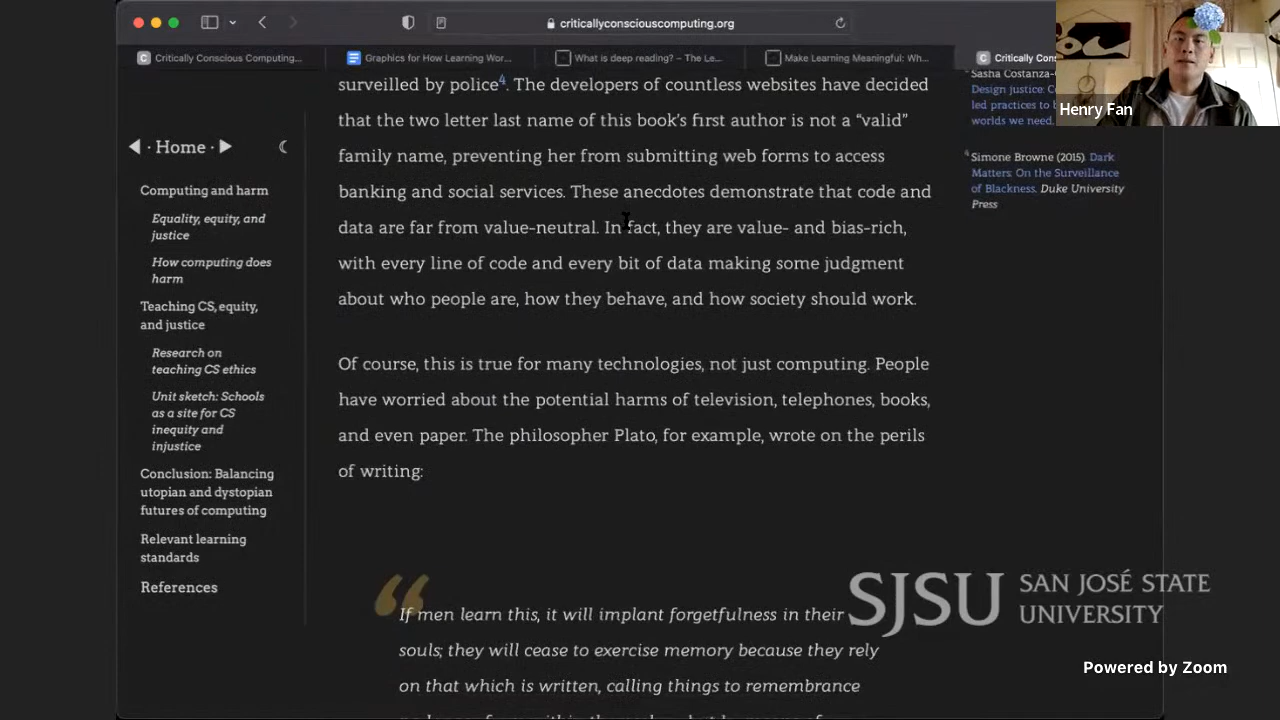 criticallyconsciouscomputing.org
Critically Conscious Computing...
Graphics for How Learning Wor...
What is deep reading? – The Le...
Make Learning Meaningful: Wh...
Critically Cons
Henry Fan
◀ · Home · ▶
Computing and harm
Equality, equity, and
justice
How computing does
harm
Teaching CS, equity,
and justice
Research on
teaching CS ethics
Unit sketch: Schools
as a site for CS
inequity and
injustice
Conclusion: Balancing
utopian and dystopian
futures of computing
Relevant learning
standards
References
surveilled by police4. The developers of countless websites have decided
that the two letter last name of this book's first author is not a “valid”
family name, preventing her from submitting web forms to access
banking and social services. These anecdotes demonstrate that code and
data are far from value-neutral. In fact, they are value- and bias-rich,
with every line of code and every bit of data making some judgment
about who people are, how they behave, and how society should work.
Of course, this is true for many technologies, not just computing. People
have worried about the potential harms of television, telephones, books,
and even paper. The philosopher Plato, for example, wrote on the perils
of writing:
“
If men learn this, it will implant forgetfulness in their
souls; they will cease to exercise memory because they rely
on that which is written, calling things to remembrance
Sasha Costanza-
Design justice:
led practices to
worlds we need.
4 Simone Browne (2015). Dark
Matters: On the Surveillance
of Blackness. Duke University
Press
SJSU SAN JOSÉ STATE
UNIVERSITY
Powered by Zoom